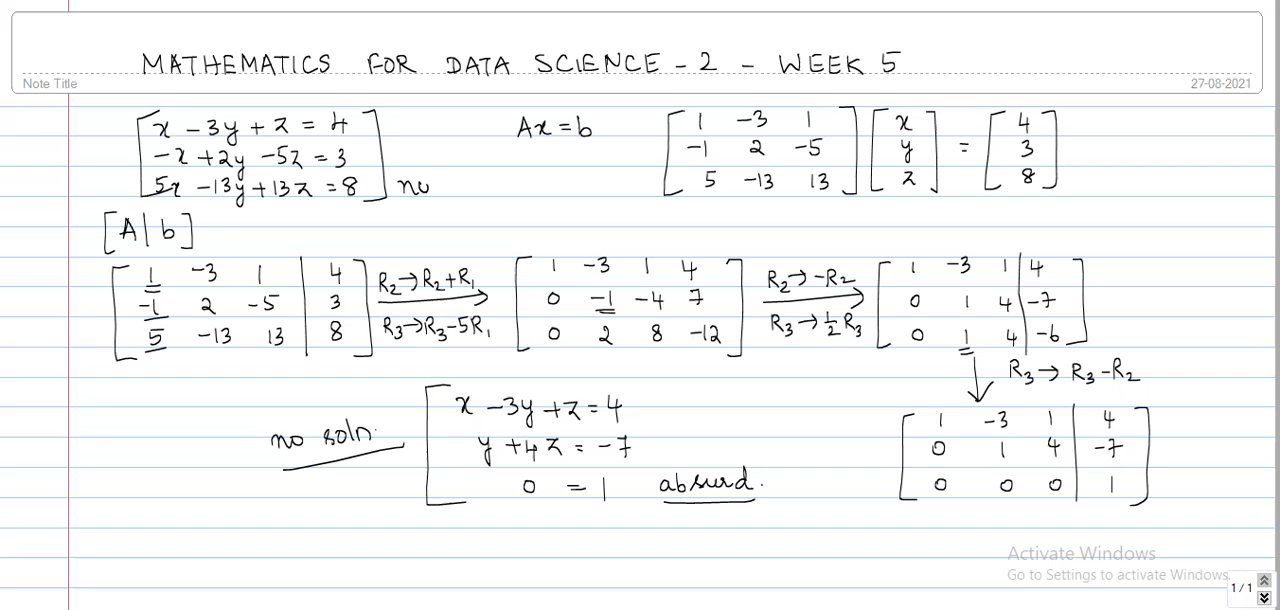 MATHEMATICS FOR DATA SCIENCE - 2 - WEEK 5
Note Title
27-08-2021
x - 3y + z = 4
-x + 2y - 5z = 3
5x - 13y + 13z = 8 no
Ax = b
1 -3 1 x 4
-1 2 -5 y = 3
5 -13 13 z 8
[A | b]
1 -3 1 | 4
-1 2 -5 | 3
5 -13 13 | 8
R2 → R2 + R1
R3 → R3 - 5R1
1 -3 1 4
0 -1 -4 7
0 2 8 -12
R2 → -R2
R3 → 1/2 R3
1 -3 1 | 4
0 1 4 | -7
0 1 4 | -6
R3 → R3 - R2
1 -3 1 | 4
0 1 4 | -7
0 0 0 | 1
x - 3y + z = 4
y + 4z = -7
0 = 1 absurd.
no soln.
Activate Windows
Go to Settings to activate Windows.
1 / 1